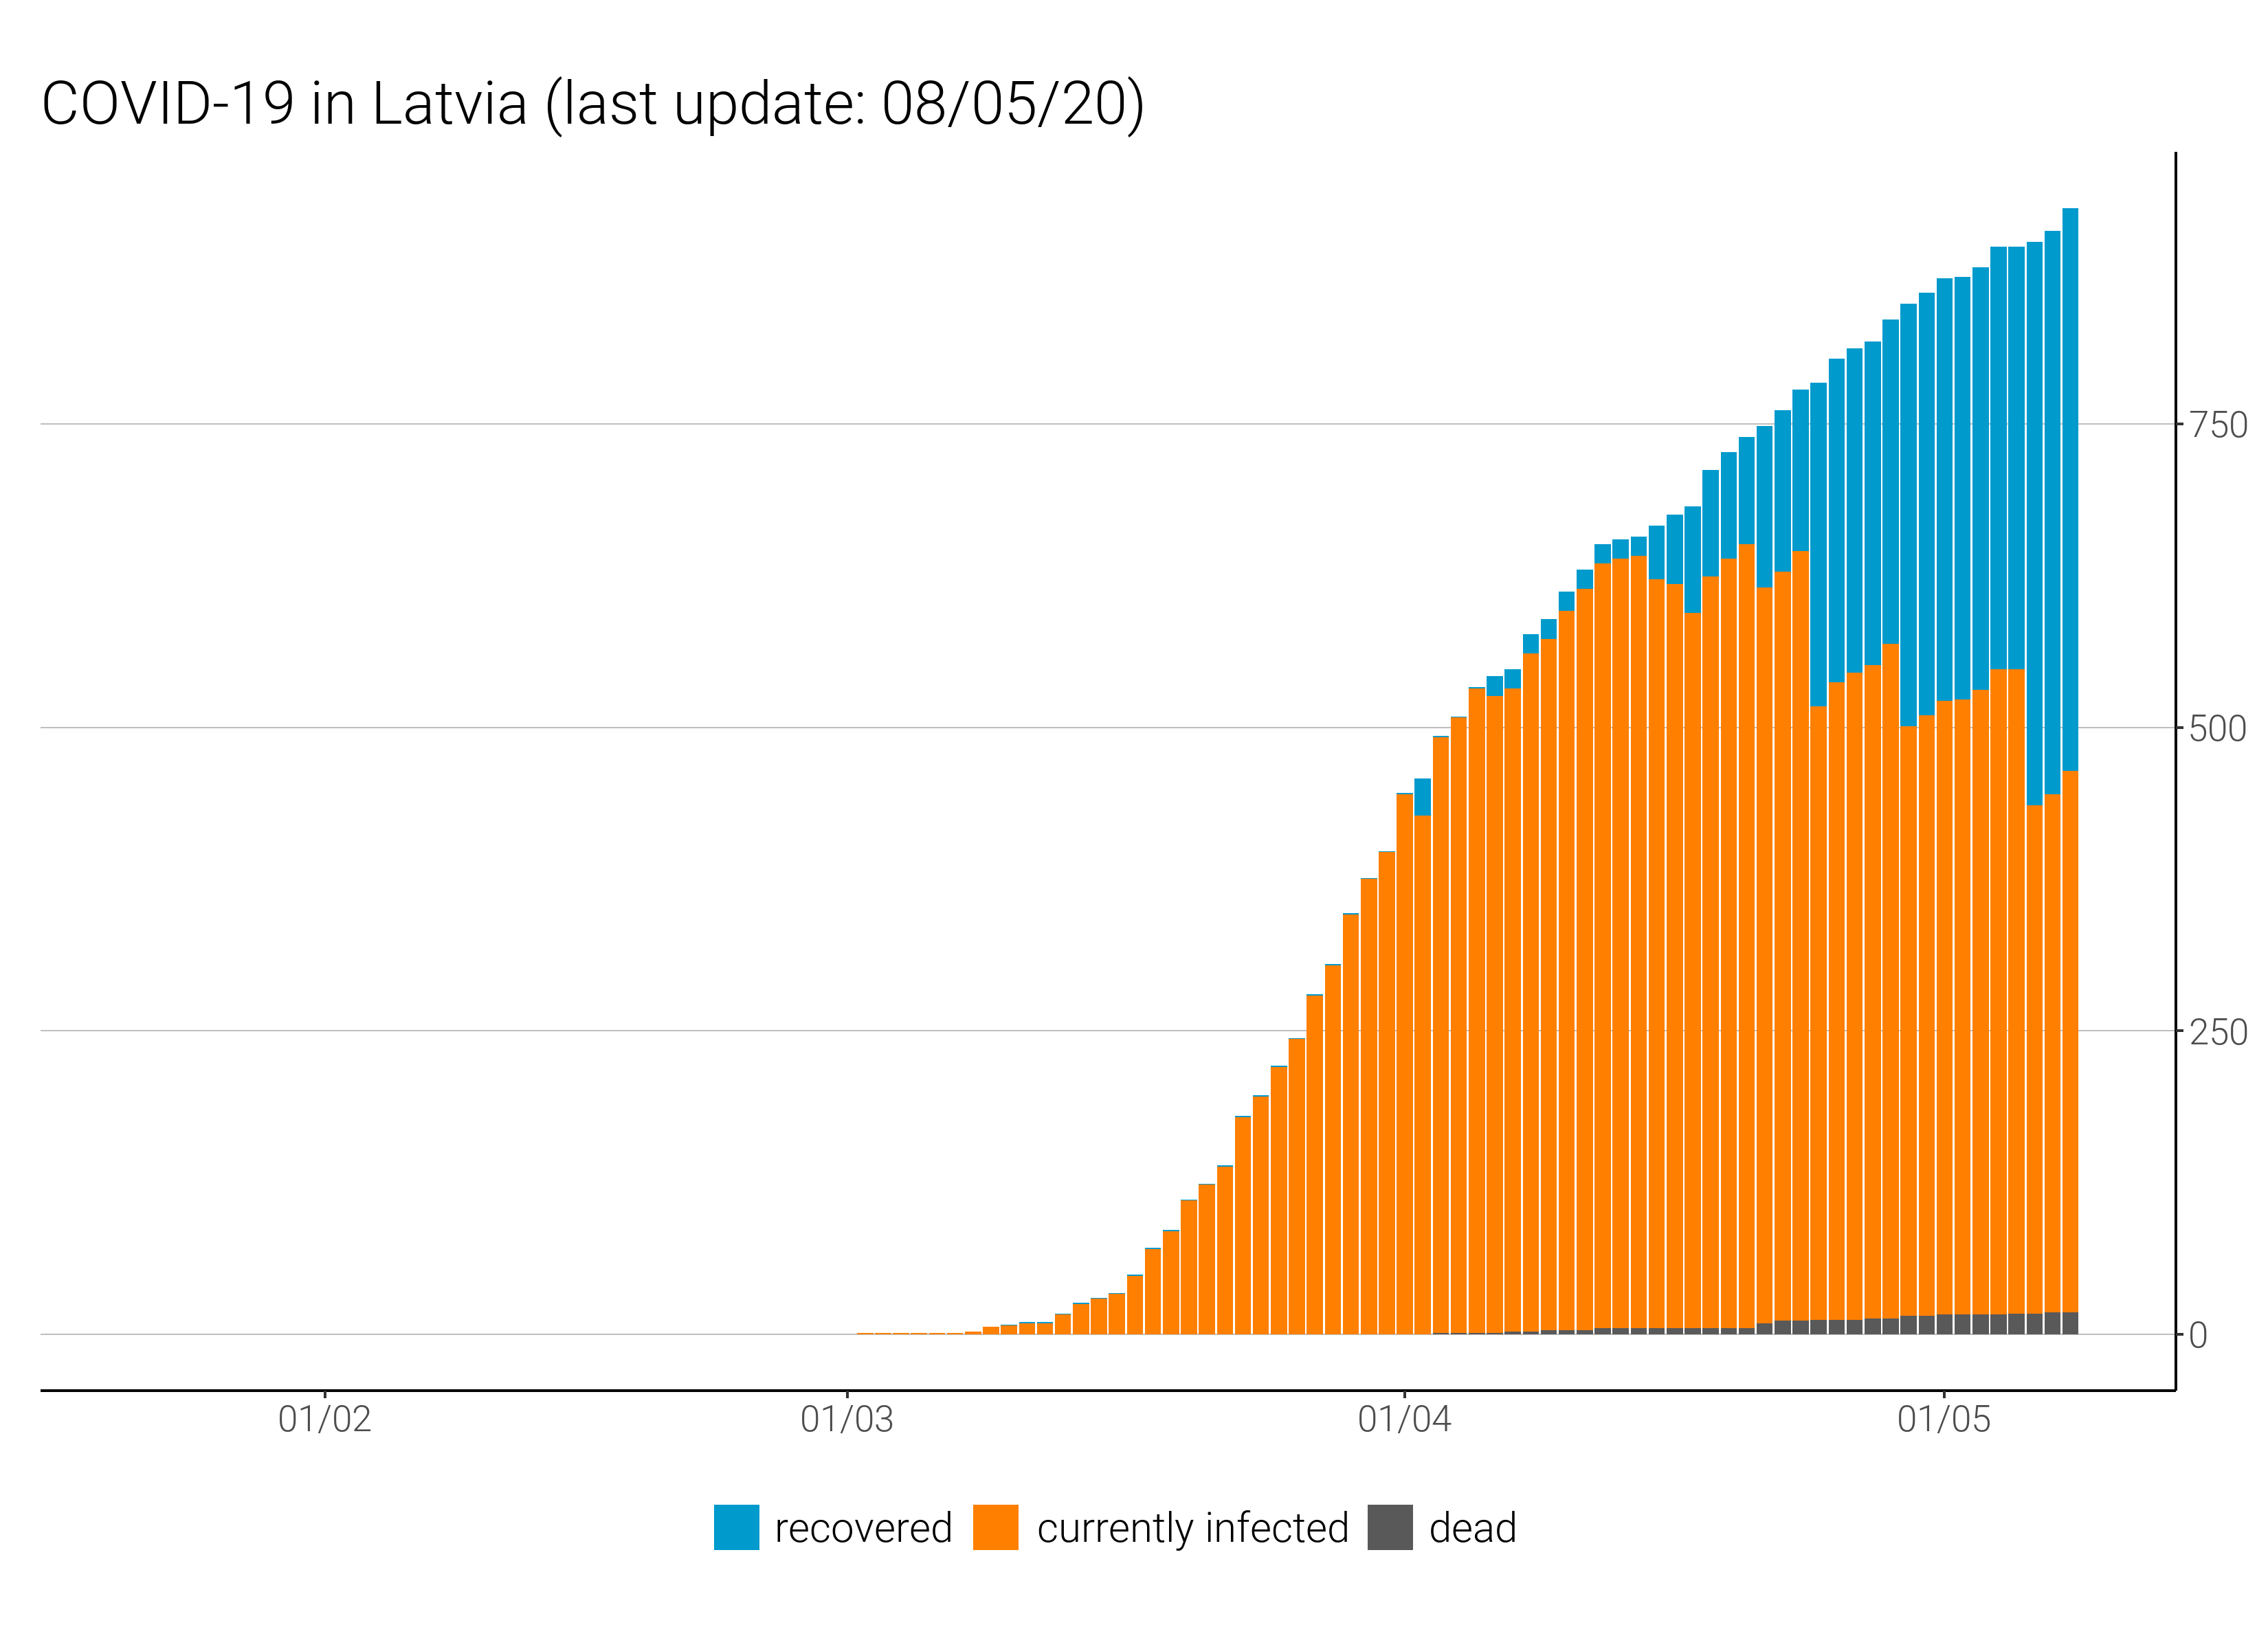 COVID-19 in Latvia (last update: 08/05/20)
750
500
250
0
01/02 01/03 01/04 01/05
recovered currently infected dead